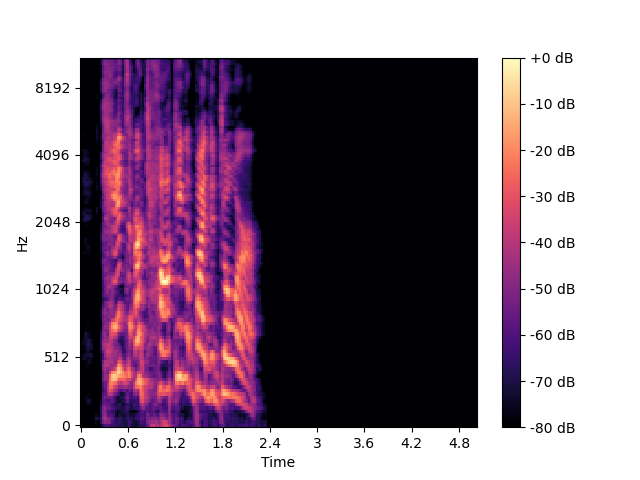 +0 dB
8192
-10 dB
4096
-20 dB
-30 dB
2048
Hz
-40 dB
1024
-50 dB
512
-60 dB
-70 dB
0
-80 dB
0 0.6 1.2 1.8 2.4 3 3.6 4.2 4.8
Time